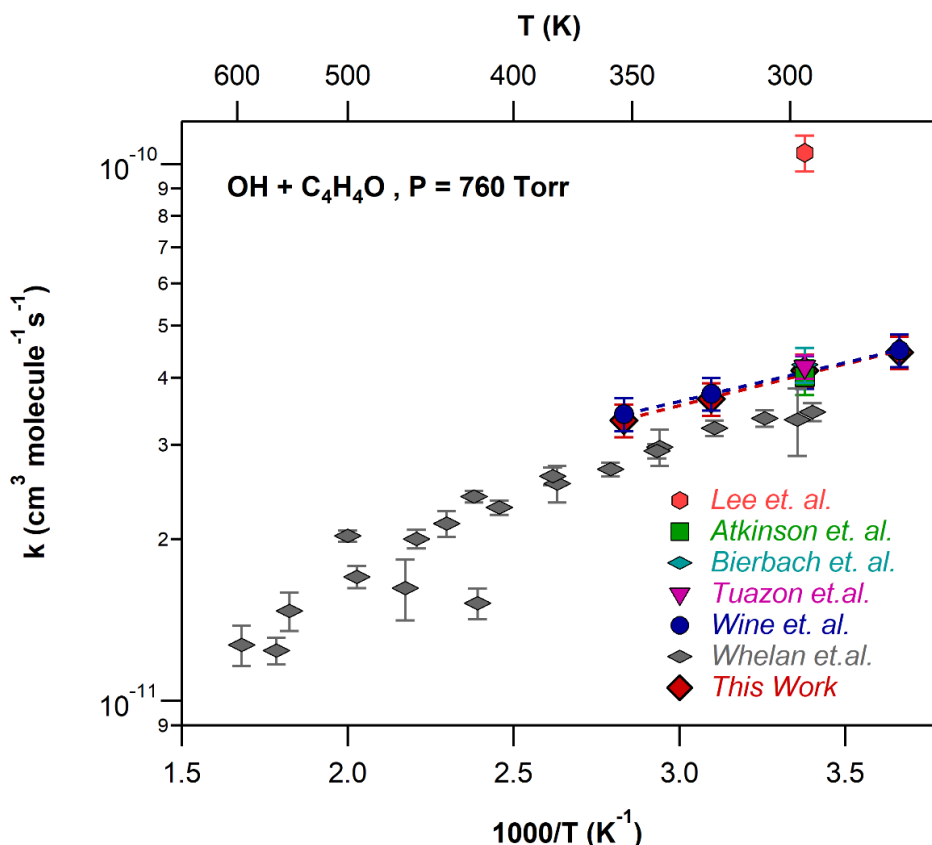 T (K)
600 500 400 350 295
10⁻¹⁰
9
8
7
6
5
4
3
2
10⁻¹¹
9
OH + C₄H₄O , P = 760 Torr
k (cm³ molecule⁻¹ s⁻¹)
Lee et. al.
Atkinson et. al.
Bierbach et. al.
Tuazon et.al.
Wine et. al.
Whelan et.al.
This Work
1.5 2.0 2.5 3.0 3.5
1000/T (K⁻¹)